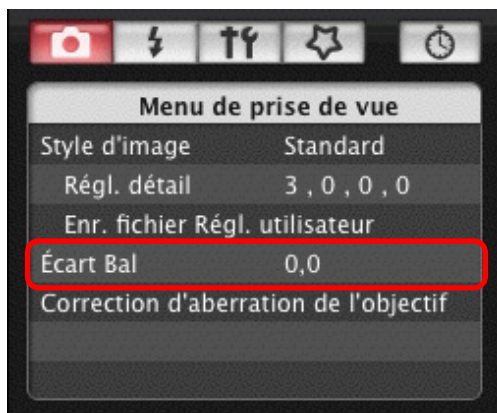 Menu de prise de vue
Style d'image Standard
Régl. détail 3 , 0 , 0 , 0
Enr. fichier Régl. utilisateur
Écart Bal 0,0
Correction d'aberration de l'objectif